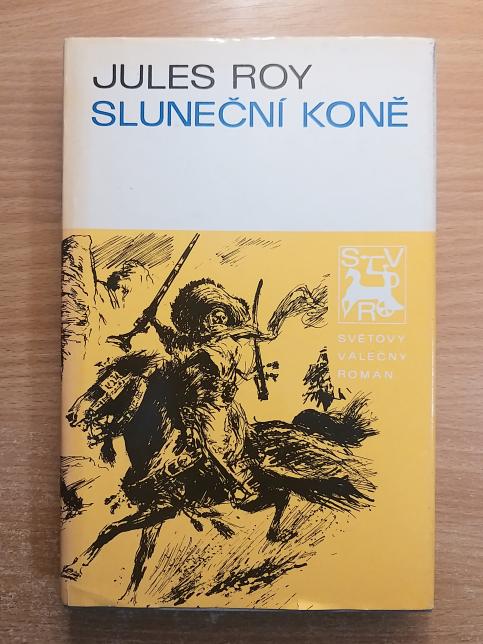 JULES ROY
SLUNEČNÍ KONĚ
S V
R
SVĚTOVÝ
VÁLEČNÝ
ROMÁN